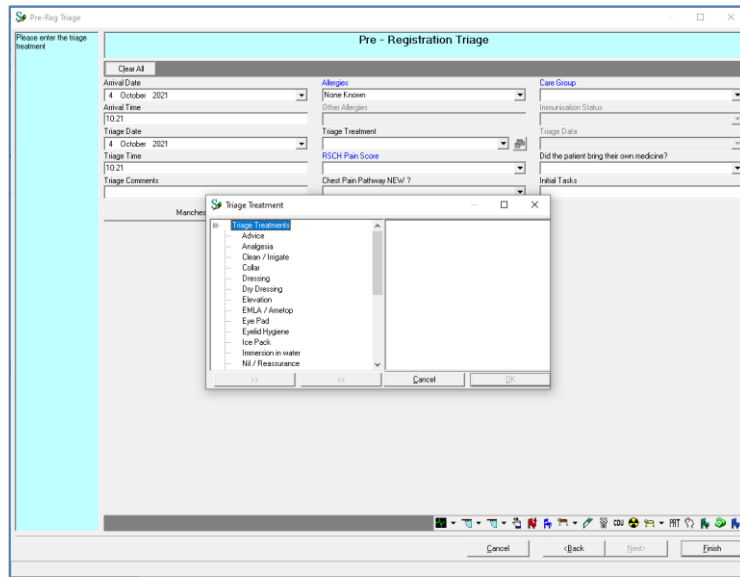 Pre-Reg Triage
Please enter the triage
treatment
Pre - Registration Triage
Clear All
Arrival Date
4 October 2021
Arrival Time
10:21
Triage Date
4 October 2021
Triage Time
10:21
Triage Comments
Manches
Allergies
None Known
Other Allergies
Triage Treatment
RSCH Pain Score
Chest Pain Pathway NEW ?
Care Group
Immunisation Status
Triage Data
Did the patient bring their own medicine?
Initial Tasks
Triage Treatment
Triage Treatments
Advice
Analgesia
Clean / Irrigate
Collar
Dressing
Dry Dressing
Elevation
EMLA / Ametop
Eye Pad
Eyelid Hygiene
Ice Pack
Immersion in water
Nil / Reassurance
>>
<<
Cancel
OK
CDU
PAT
Cancel
<Back
Next>
Finish